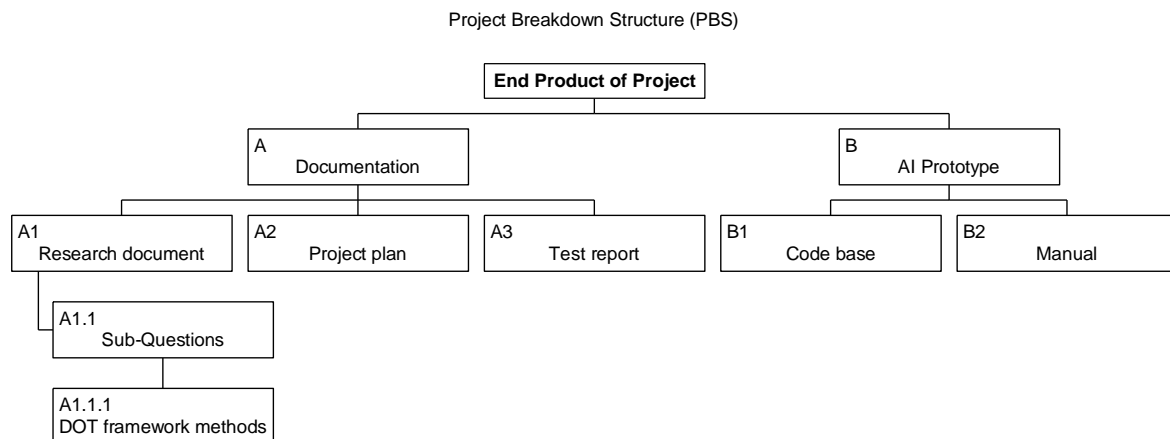 Project Breakdown Structure (PBS)
End Product of Project
A
Documentation
B
AI Prototype
A1
Research document
A2
Project plan
A3
Test report
B1
Code base
B2
Manual
A1.1
Sub-Questions
A1.1.1
DOT framework methods